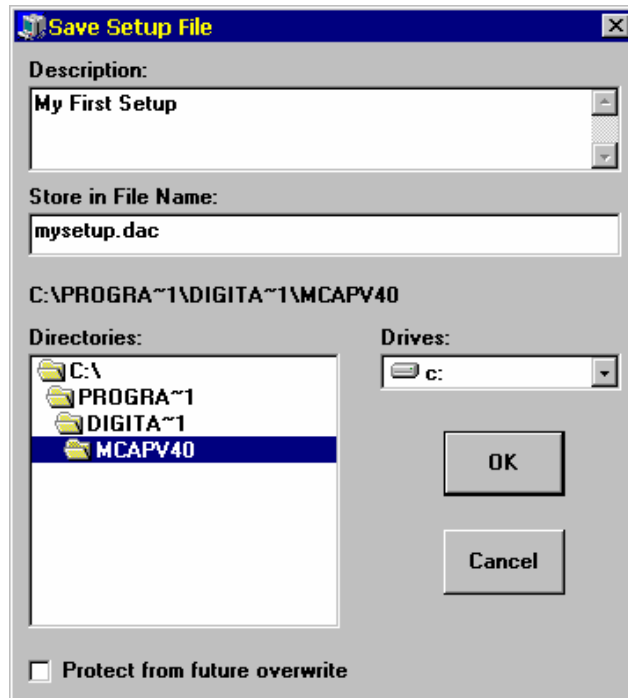 Save Setup File
Description:
My First Setup
Store in File Name:
mysetup.dac
C:\PROGRA~1\DIGITA~1\MCAPV40
Directories:
Drives:
C:\
c:
PROGRA~1
DIGITA~1
MCAPV40
OK
Cancel
Protect from future overwrite